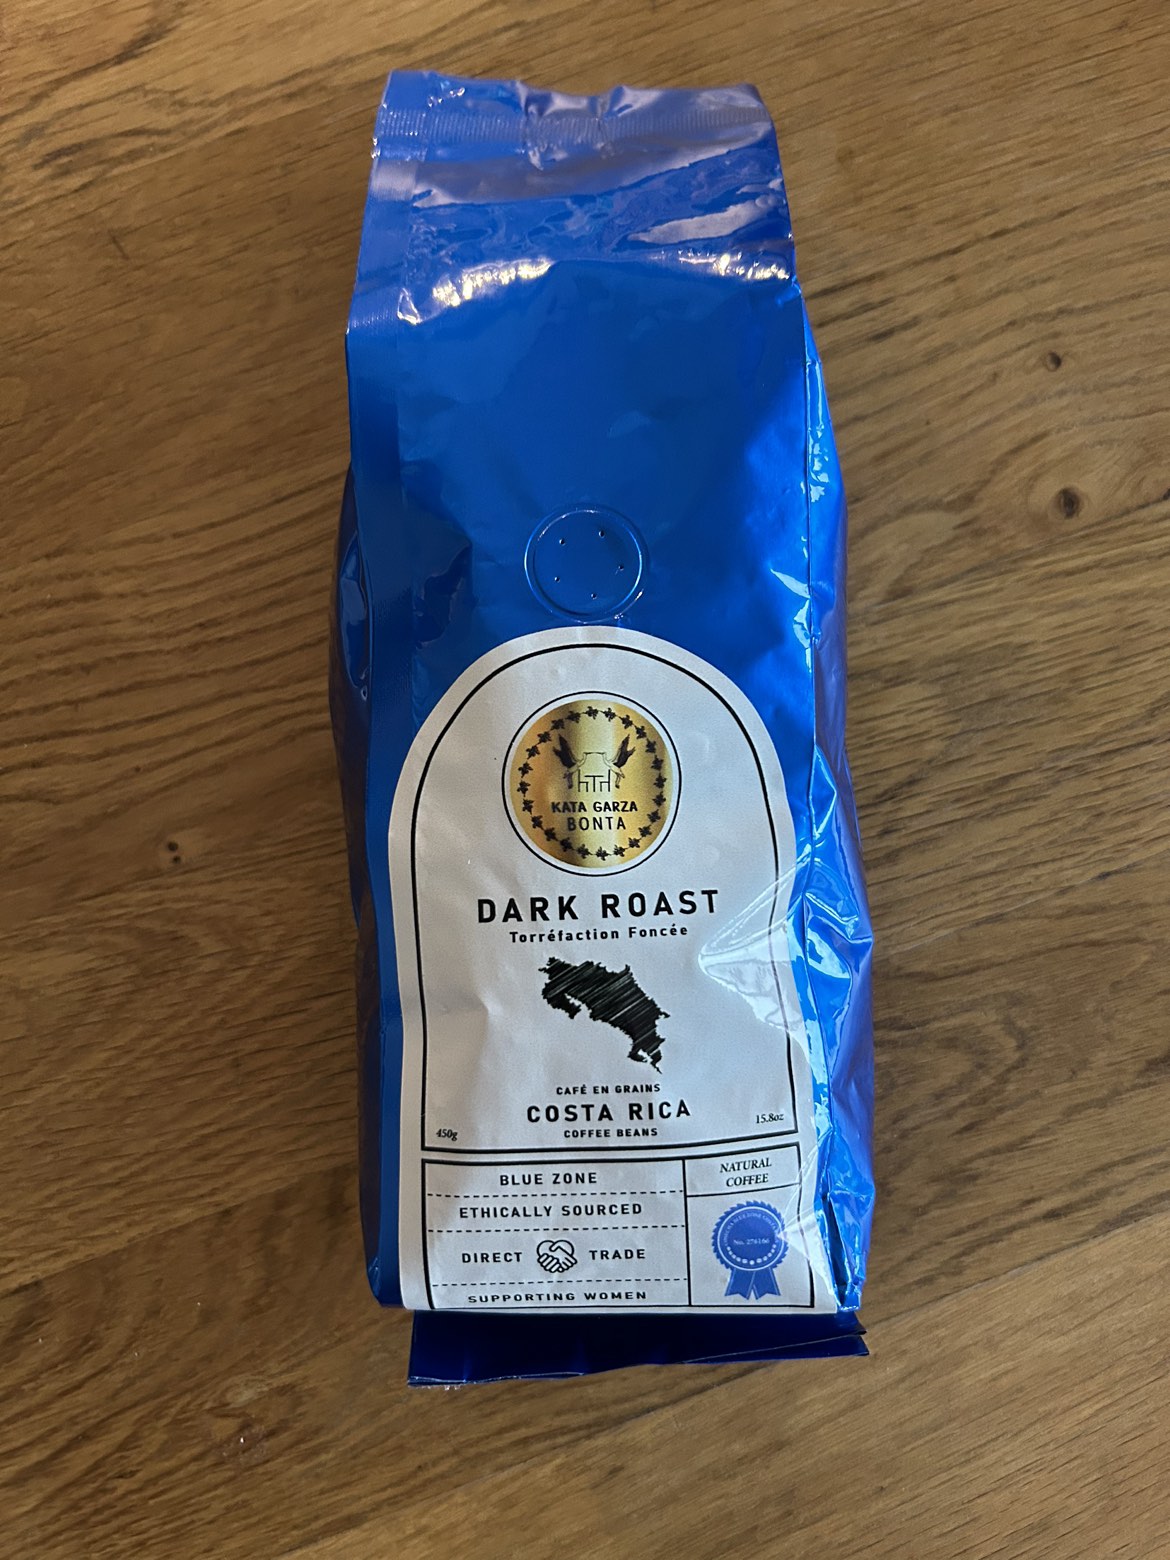 KATA GARZA
BONTA
DARK ROAST
Torréfaction Foncée
CAFÉ EN GRAINS
COSTA RICA
COFFEE BEANS
450g
15.8oz
BLUE ZONE
ETHICALLY SOURCED
DIRECT TRADE
SUPPORTING WOMEN
NATURAL
COFFEE